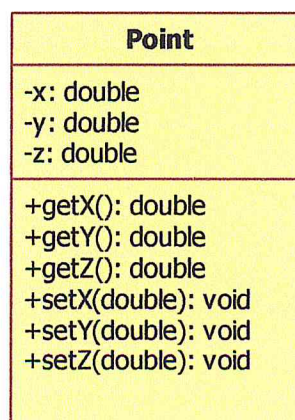 Point
-x: double
-y: double
-z: double
+getX(): double
+getY(): double
+getZ(): double
+setX(double): void
+setY(double): void
+setZ(double): void